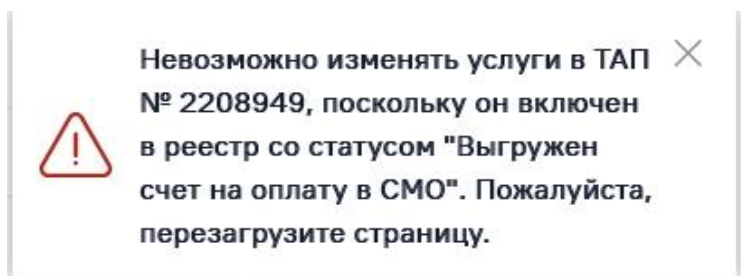 Невозможно изменять услуги в ТАП
№ 2208949, поскольку он включен
в реестр со статусом "Выгружен
счет на оплату в СМО". Пожалуйста,
перезагрузите страницу.